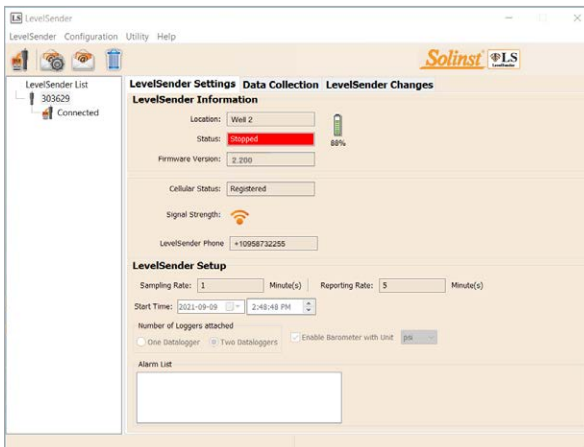 LS LevelSender
LevelSender Configuration Utility Help
Solinst LS
LevelSender
LevelSender List
303629
Connected
LevelSender Settings Data Collection LevelSender Changes
LevelSender Information
Location: Well 2
Status: Stopped
88%
Firmware Version: 2.200
Cellular Status: Registered
Signal Strength:
LevelSender Phone +10958732255
LevelSender Setup
Sampling Rate: 1 Minute(s) Reporting Rate: 5 Minute(s)
Start Time: 2021-09-09 2:48:48 PM
Number of Loggers attached
One Datalogger Two Dataloggers Enable Barometer with Unit psi
Alarm List